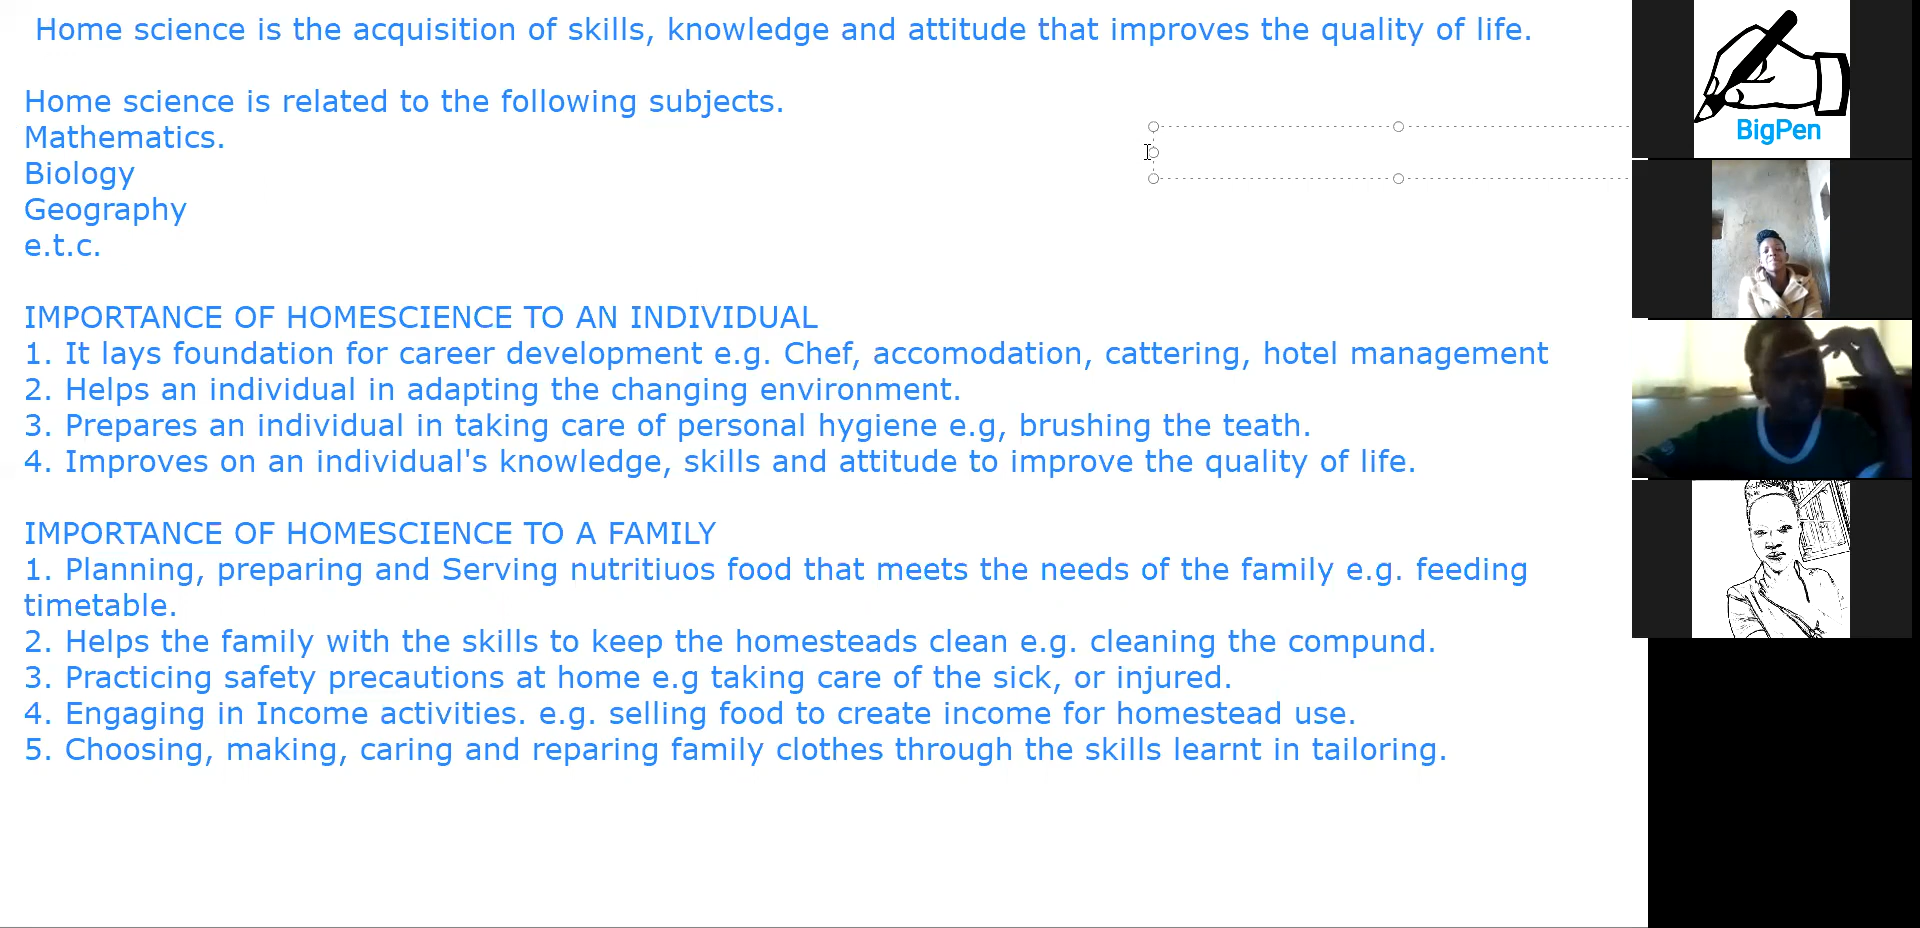 Home science is the acquisition of skills, knowledge and attitude that improves the quality of life.
Home science is related to the following subjects.
Mathematics.
Biology
Geography
e.t.c.
IMPORTANCE OF HOMESCIENCE TO AN INDIVIDUAL
1. It lays foundation for career development e.g. Chef, accomodation, cattering, hotel management
2. Helps an individual in adapting the changing environment.
3. Prepares an individual in taking care of personal hygiene e.g, brushing the teath.
4. Improves on an individual's knowledge, skills and attitude to improve the quality of life.
IMPORTANCE OF HOMESCIENCE TO A FAMILY
1. Planning, preparing and Serving nutritiuos food that meets the needs of the family e.g. feeding
timetable.
2. Helps the family with the skills to keep the homesteads clean e.g. cleaning the compund.
3. Practicing safety precautions at home e.g taking care of the sick, or injured.
4. Engaging in Income activities. e.g. selling food to create income for homestead use.
5. Choosing, making, caring and reparing family clothes through the skills learnt in tailoring.
BigPen